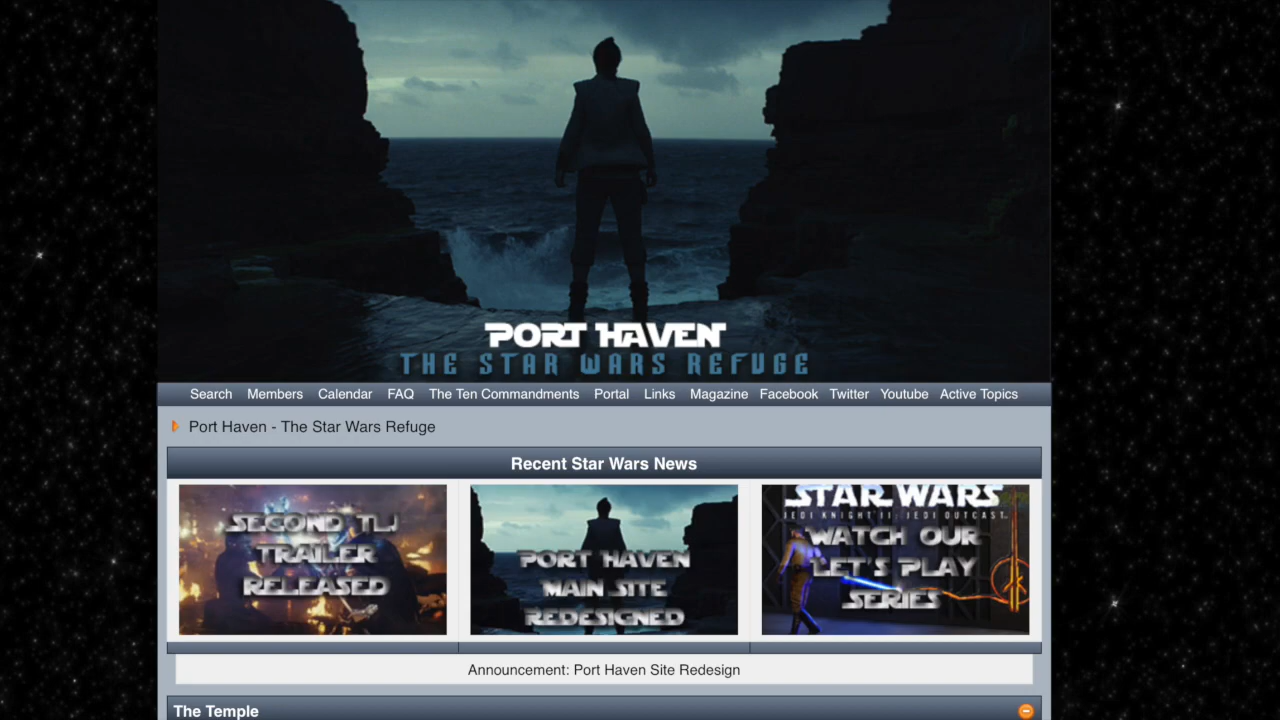 PORT HAVEN
THE STAR WARS REFUGE
Search Members Calendar FAQ The Ten Commandments Portal Links Magazine Facebook Twitter Youtube Active Topics
Port Haven - The Star Wars Refuge
Recent Star Wars News
SECOND TLJ
TRAILER
RELEASED
PORT HAVEN
MAIN SITE
REDESIGNED
STAR WARS
JEDI KNIGHT II: JEDI OUTCAST
WATCH OUR
LET'S PLAY
SERIES
Announcement: Port Haven Site Redesign
The Temple